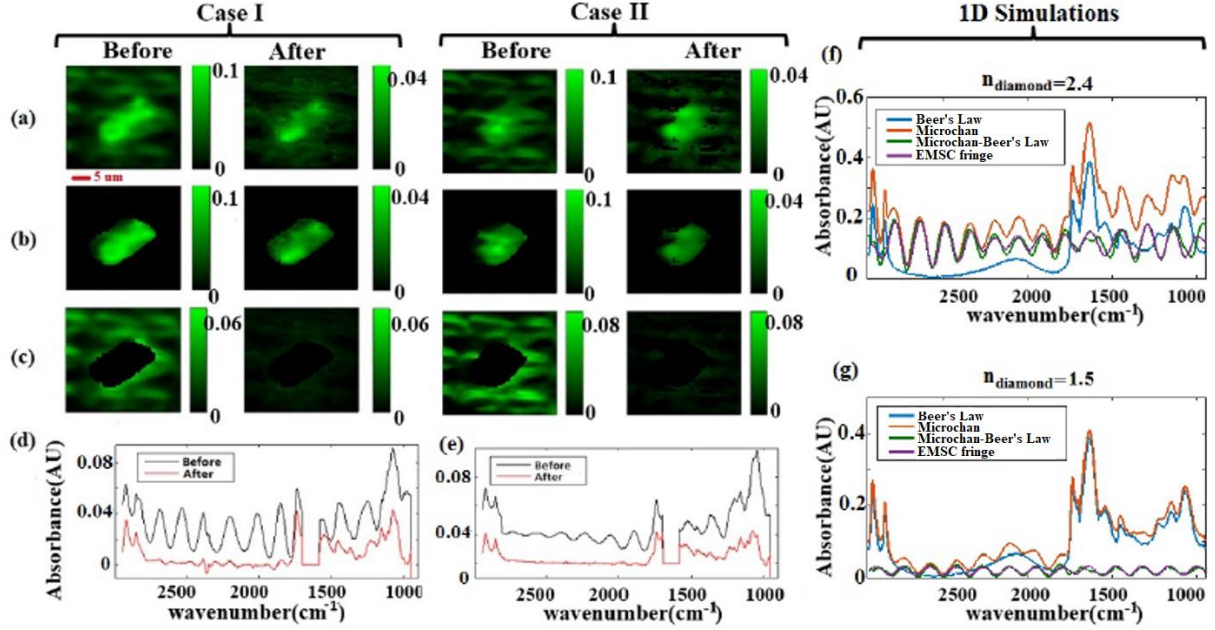 Case I
Case II
1D Simulations
Before
After
Before
After
(a)
0.1
0
0.04
0
0.1
0
0.04
0
5 um
(b)
0.1
0
0.04
0
0.1
0
0.04
0
(c)
0.06
0
0.06
0
0.08
0
0.08
0
(d)
Absorbance(AU)
0.08
0.04
0
Before
After
2500
2000
1500
1000
wavenumber(cm⁻¹)
(e)
0.08
0.04
0
Before
After
2500
2000
1500
1000
wavenumber(cm⁻¹)
(f)
n diamond=2.4
Absorbance(AU)
0.6
0.4
0.2
0
Beer's Law
Microchan
Microchan-Beer's Law
EMSC fringe
2500
2000
1500
1000
wavenumber(cm⁻¹)
(g)
n diamond=1.5
Absorbance(AU)
0.4
0.2
0
Beer's Law
Microchan
Microchan-Beer's Law
EMSC fringe
2500
2000
1500
1000
wavenumber(cm⁻¹)